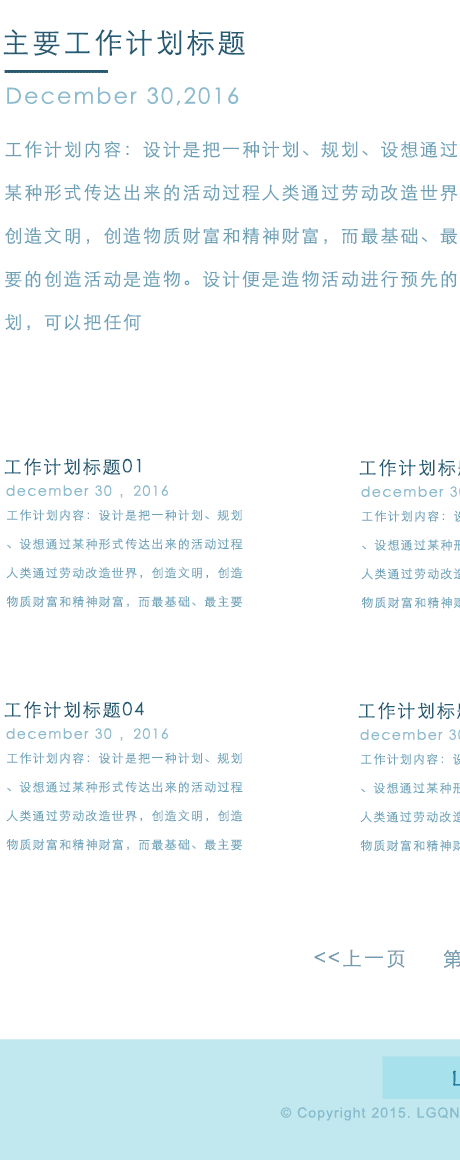 主要工作计划标题
December 30,2016
工作计划内容：设计是把一种计划、规划、设想通过
某种形式传达出来的活动过程人类通过劳动改造世界
创造文明，创造物质财富和精神财富，而最基础、最
要的创造活动是造物。设计便是造物活动进行预先的
划，可以把任何
工作计划标题01
december 30 , 2016
工作计划内容：设计是把一种计划、规划
、设想通过某种形式传达出来的活动过程
人类通过劳动改造世界，创造文明，创造
物质财富和精神财富，而最基础、最主要
工作计划标
december 30
工作计划内容：
、设想通过某种
人类通过劳动改造
物质财富和精神
工作计划标题04
december 30 , 2016
工作计划内容：设计是把一种计划、规划
、设想通过某种形式传达出来的活动过程
人类通过劳动改造世界，创造文明，创造
物质财富和精神财富，而最基础、最主要
工作计划标
december 30
工作计划内容：
、设想通过某种
人类通过劳动改造
物质财富和精神
<<上一页 第
© Copyright 2015. LGQN